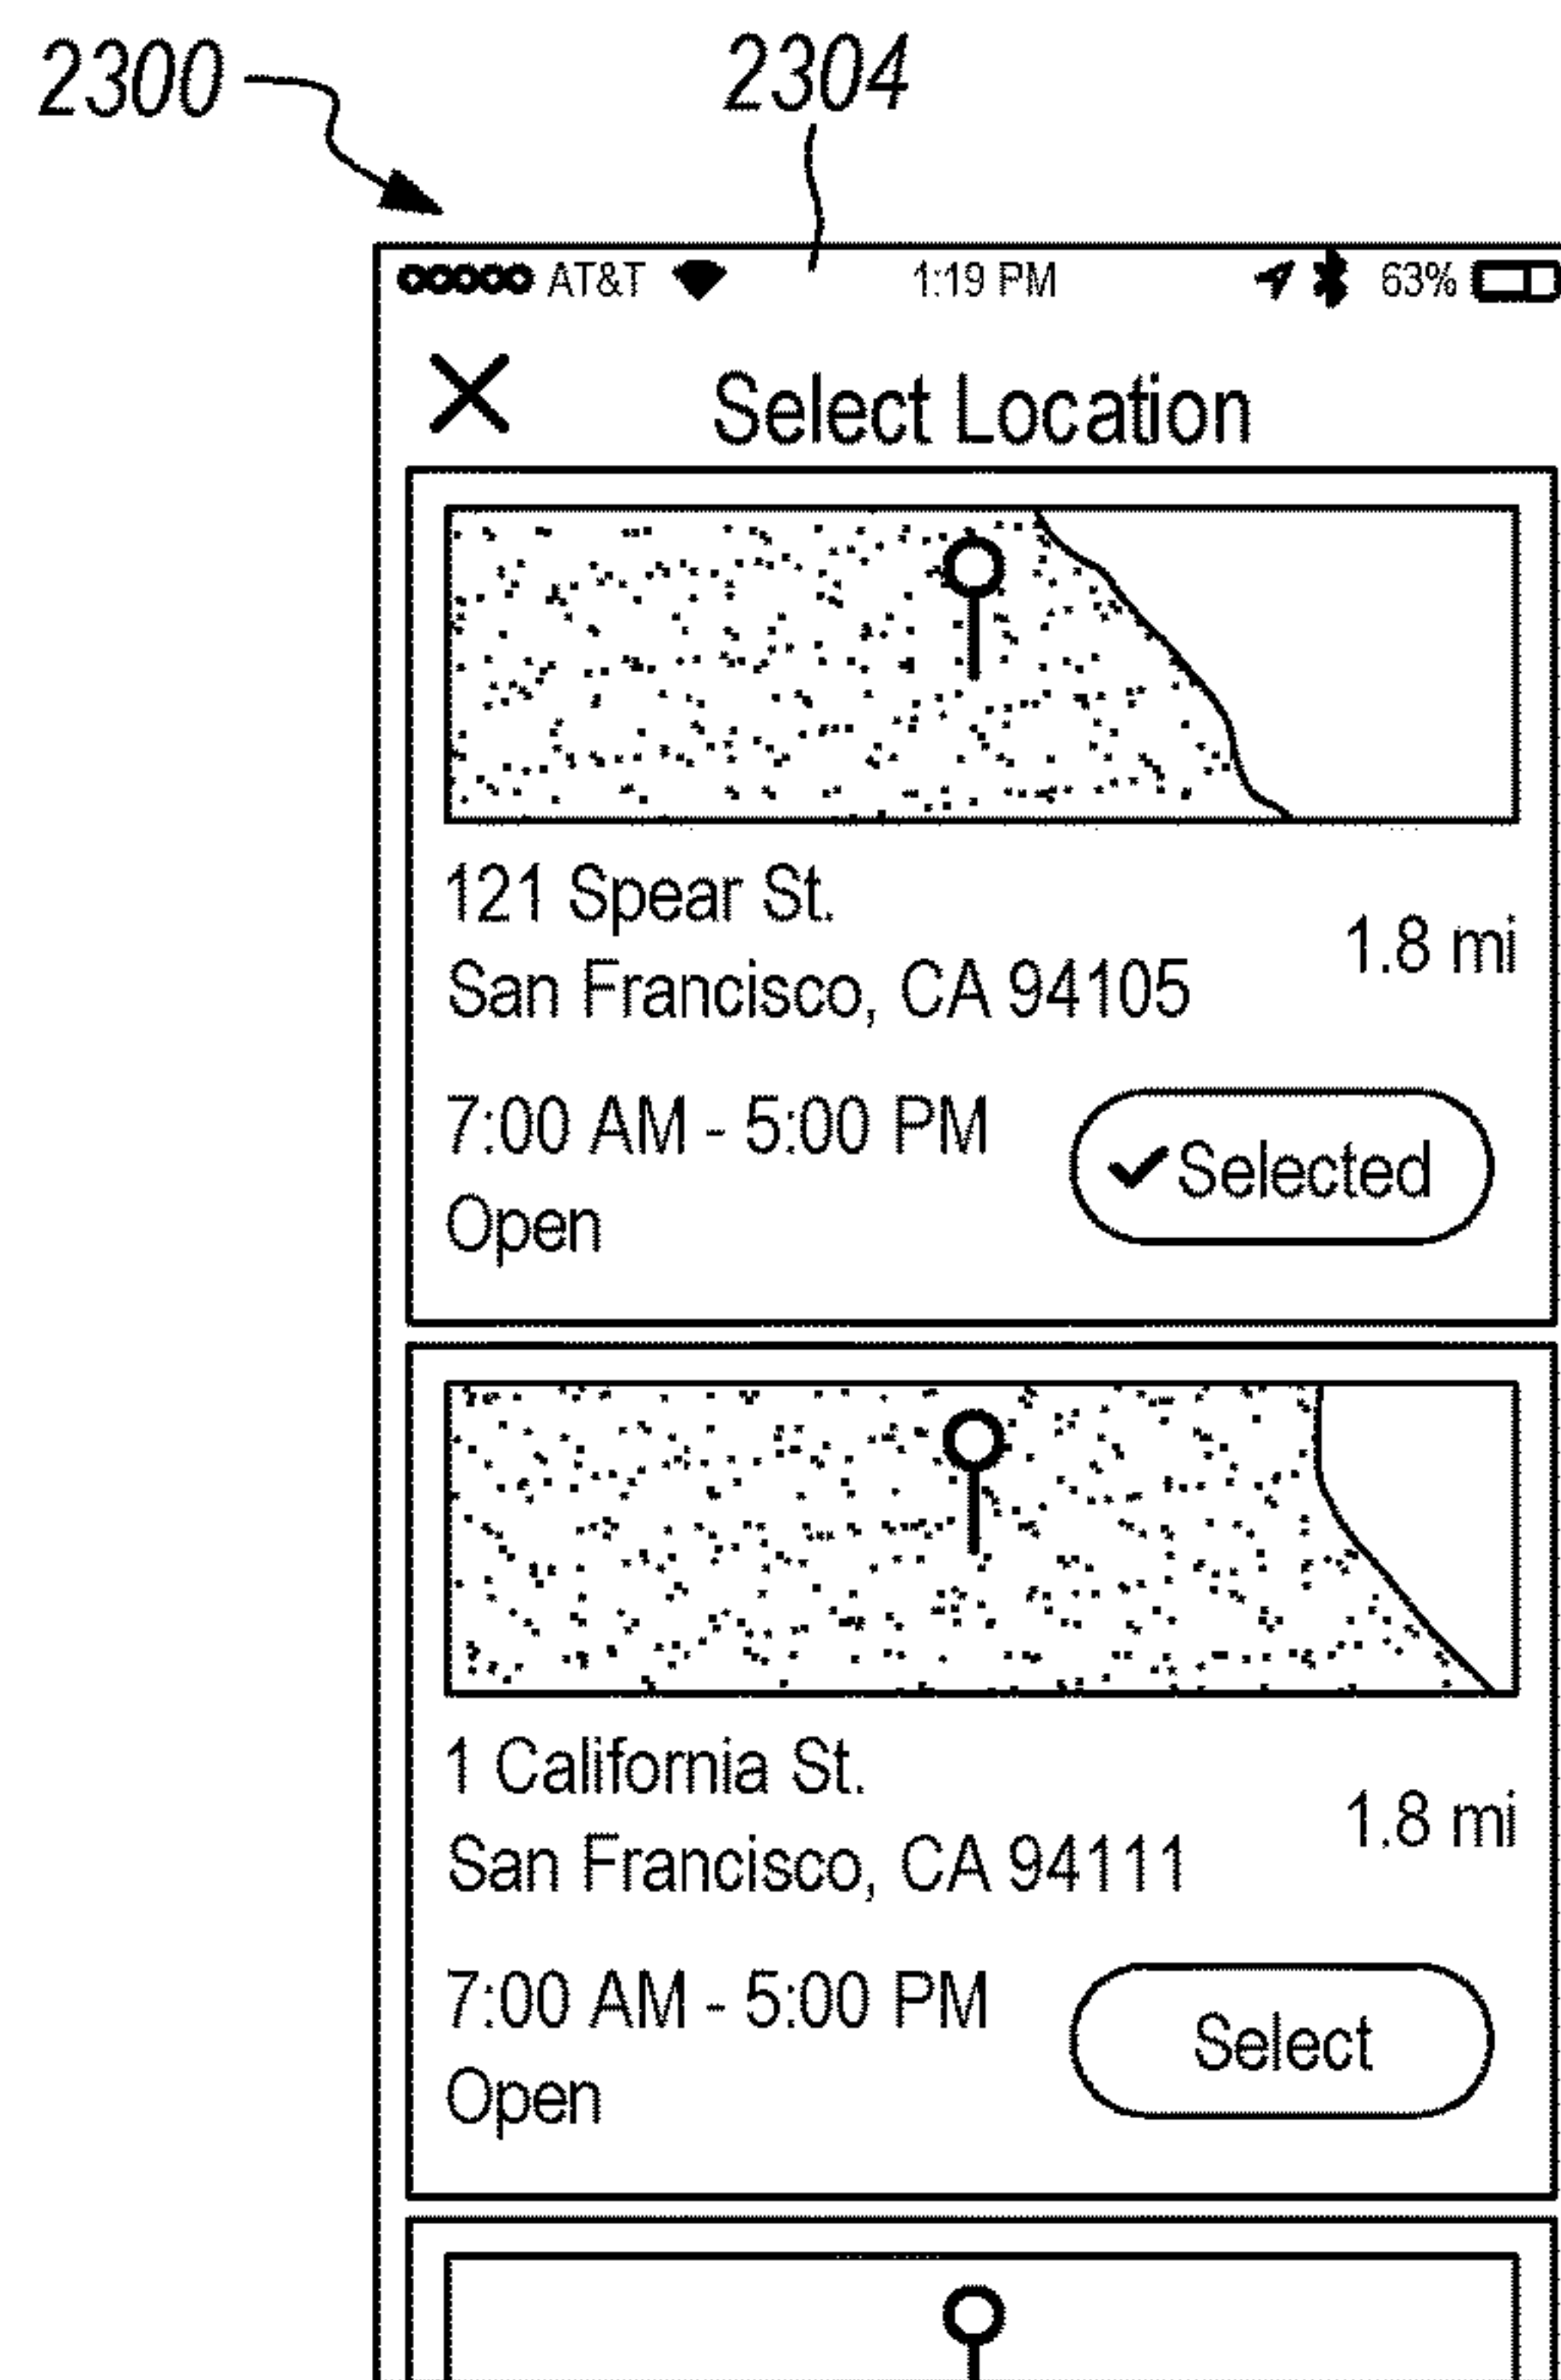 2300
2304
AT&T 1:19 PM 63%
Select Location
121 Spear St.
San Francisco, CA 94105
1.8 mi
7:00 AM - 5:00 PM
Open
Selected
1 California St.
San Francisco, CA 94111
1.8 mi
7:00 AM - 5:00 PM
Open
Select